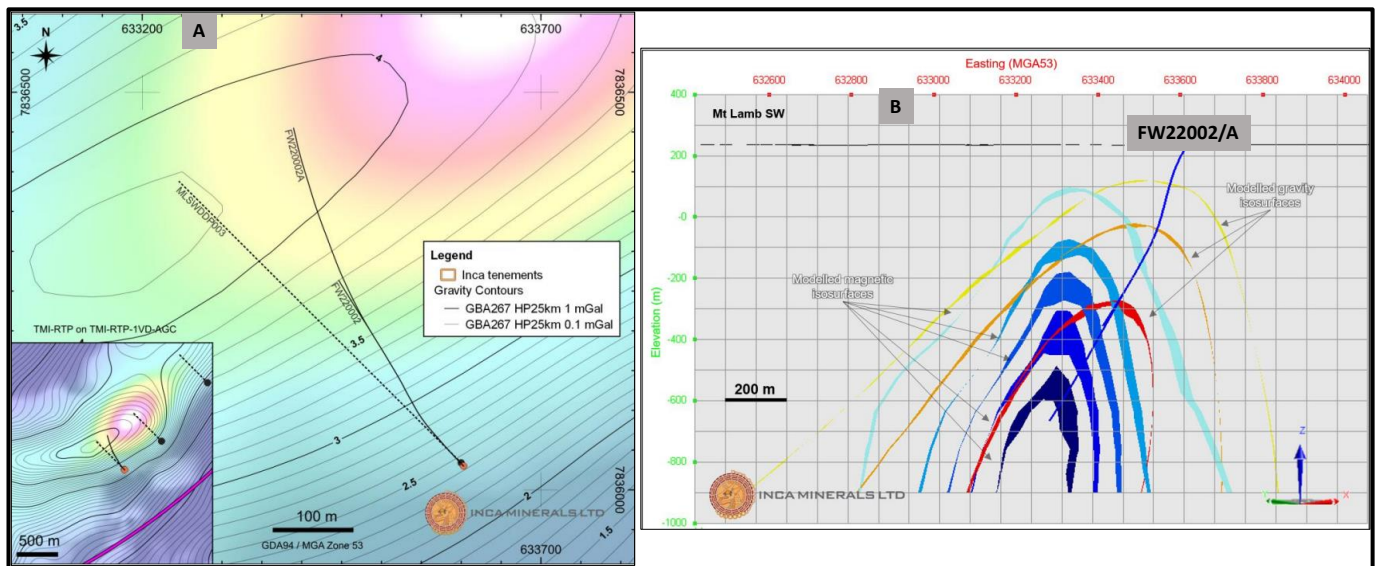 3.5
633200
A
633700
N
4
7836500
7836500
FW220002A
MLSWDDPD03
FW220002
Legend
Inca tenements
Gravity Contours
GBA267 HP25km 1 mGal
GBA267 HP25km 0.1 mGal
TMI-RTP on TMI-RTP-1VD-AGC
3.5
3
2.5
2
1.5
7836000
INCA MINERALS LTD
100 m
GDA94 / MGA Zone 53
633700
500 m
Easting (MGA53)
632600 632800 633000 633200 633400 633600 633800 634000
400
B
Mt Lamb SW
FW22002/A
200
Modelled gravity
isosurfaces
-0
-200
Modelled magnetic
isosurfaces
Elevation (m)
-400
200 m
-600
-800
Z
INCA MINERALS LTD
X
-1000